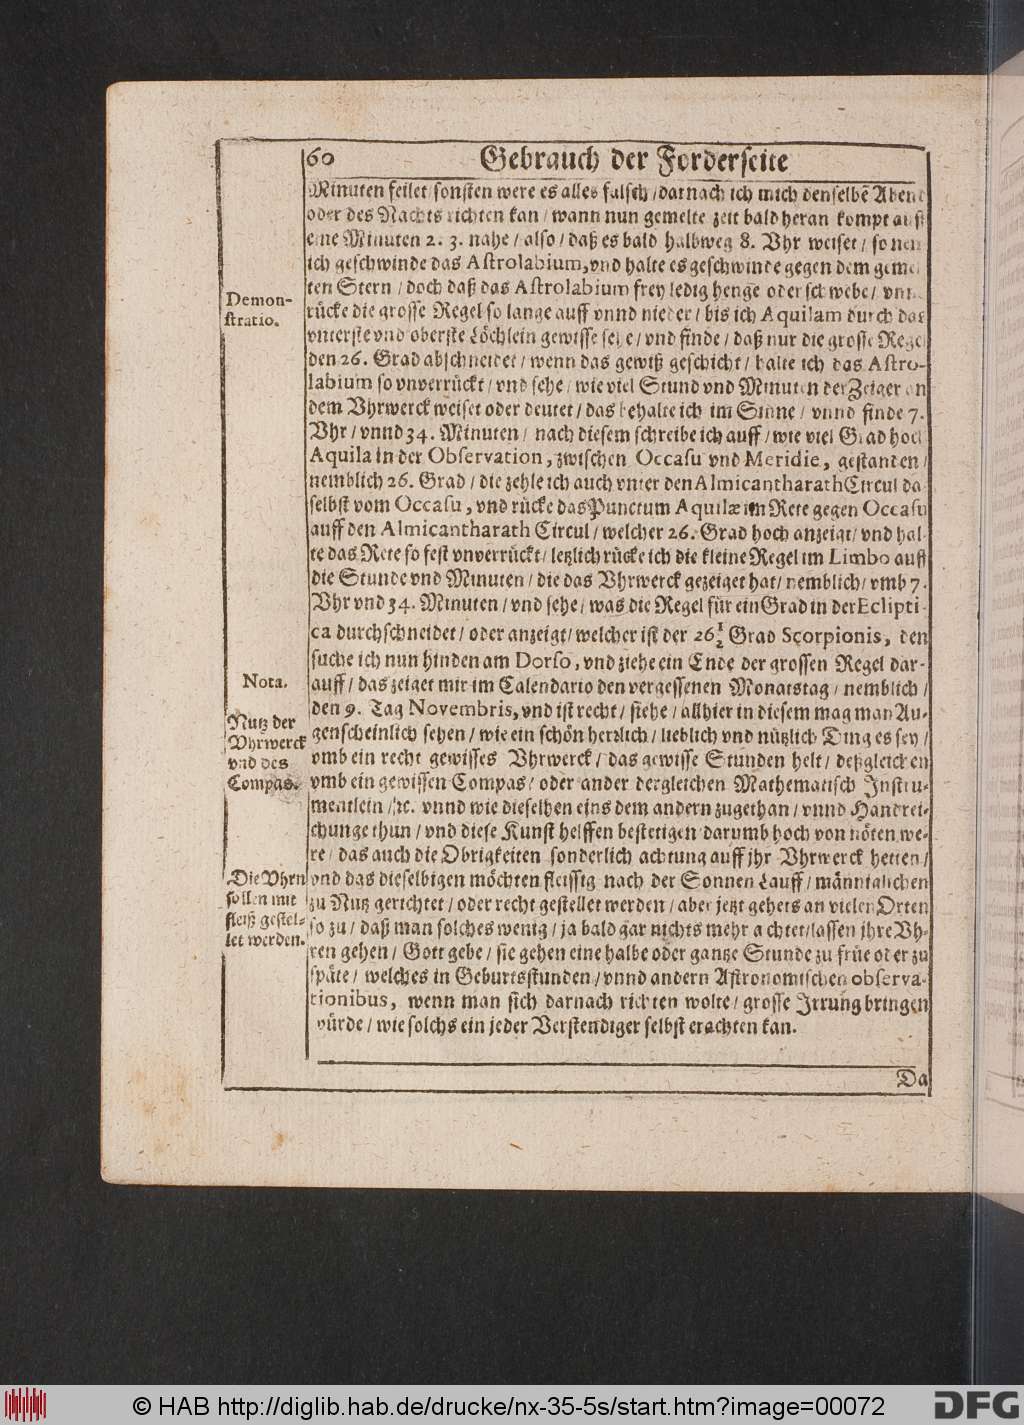 60 Gebrauch der Forderseite
Minuten feilet / sonsten were es alles falsch / darnach ich mich denselbē Abend
oder des Nachts richten kan / wann nun gemelte zeit bald heran kompt auff
eine Minuten 2. 3. nahe / also / daß es bald halbweg 8. Vhr weiset / so nem
ich geschwinde das Astrolabium, vnd halte es geschwinde gegen dem gemel
ten Stern / doch daß das Astrolabium frey ledig henge oder schwebe / vnnd
Demon-
stratio.
rücke die grosse Regel so lange auff vnnd nieder / bis ich Aquilam durch das
vnterste vnd oberste Löchlein gewisse sehe / vnd finde / daß nur die grosse Regel
den 26. Grad abschneidet / wenn das gewiß geschicht / halte ich das Astro-
labium so vnverrückt / vnd sehe / wie viel Stund vnd Minuten der Zeiger an
dem Vhrwerck weiset oder deutet / das behalte ich im Sinne / vnnd finde 7.
Vhr / vnnd 34. Minuten / nach diesem schreibe ich auff / wie viel Grad hoch
Aquila in der Observation, zwischen Occasu vnd Meridie, gestanden /
nemblich 26. Grad / die zehle ich auch vnter den Almicantharath Circul da
selbst vom Occasu, vnd rücke das Punctum Aquilæ im Rete gegen Occasu
auff den Almicantharath Circul / welcher 26. Grad hoch anzeigt / vnd hal-
te das Rete so fest vnverrückt / letzlich rücke ich die kleine Regel im Limbo auff
die Stunde vnd Minuten / die das Vhrwerck gezeiget hat / nemblich / vmb 7.
Vhr vnd 34. Minuten / vnd sehe / was die Regel für ein Grad in der Eclipti-
ca durchschneidet / oder anzeigt / welcher ist der 26 1/2 Grad Scorpionis, den
suche ich nun hinden am Dorso, vnd ziehe ein Ende der grossen Regel dar-
Nota.
auff / das zeiget mir im Calendario den vergessenen Monatstag / nemblich /
den 9. Tag Novembris, vnd ist recht / siehe / allhier in diesem mag man Au-
Nutz der
Vhrwerck
vnd des
Compas.
genscheinlich sehen / wie ein schön herzlich / lieblich vnd nützlich Ding es sey /
vmb ein recht gewisses Vhrwerck / das gewisse Stunden helt / deßgleichen
vmb ein gewissen Compas / oder ander dergleichen Mathematisch Instru-
mentlein / ꝛc. vnnd wie dieselben eins dem andern zugethan / vnnd Handrei-
chunge thun / vnd diese Kunst helffen bestetigen / darumb hoch von nöten we-
re / das auch die Obrigkeiten sonderlich achtung auff jhr Vhrwerck hetten /
Die Vhrn
sollen mit
fleiß gestel-
let werden.
vnd das dieselbigen möchten fleissig nach der Sonnen Lauff / männiglichen
zu Nutz gerichtet / oder recht gestellet werden / aber jetzt gehets an vielen Orten
so zu / daß man solches wenig / ja bald gar nichts mehr achtet / lassen jhre Vh-
ren gehen / Gott gebe / sie gehen eine halbe oder gantze Stunde zu früe oder zu
späte / welches in Geburtsstunden / vnnd andern Astronomischen observa-
tionibus, wenn man sich darnach richten wolte / grosse Irrung bringen
würde / wie solchs ein jeder Verstendiger selbst erachten kan.
Da
© HAB http://diglib.hab.de/drucke/nx-35-5s/start.htm?image=00072
DFG